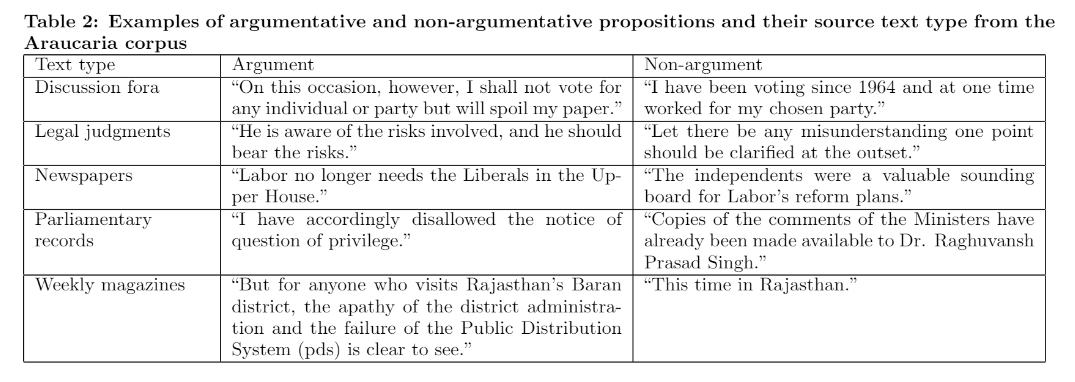 Table 2: Examples of argumentative and non-argumentative propositions and their source text type from the
Araucaria corpus
Text type Argument Non-argument
Discussion fora “On this occasion, however, I shall not vote for “I have been voting since 1964 and at one time
any individual or party but will spoil my paper.” worked for my chosen party.”
Legal judgments “He is aware of the risks involved, and he should “Let there be any misunderstanding one point
bear the risks.” should be clarified at the outset.”
Newspapers “Labor no longer needs the Liberals in the Up- “The independents were a valuable sounding
per House.” board for Labor’s reform plans.”
Parliamentary “I have accordingly disallowed the notice of “Copies of the comments of the Ministers have
records question of privilege.” already been made available to Dr. Raghuvansh
Prasad Singh.”
Weekly magazines “But for anyone who visits Rajasthan’s Baran “This time in Rajasthan.”
district, the apathy of the district administra-
tion and the failure of the Public Distribution
System (pds) is clear to see.”